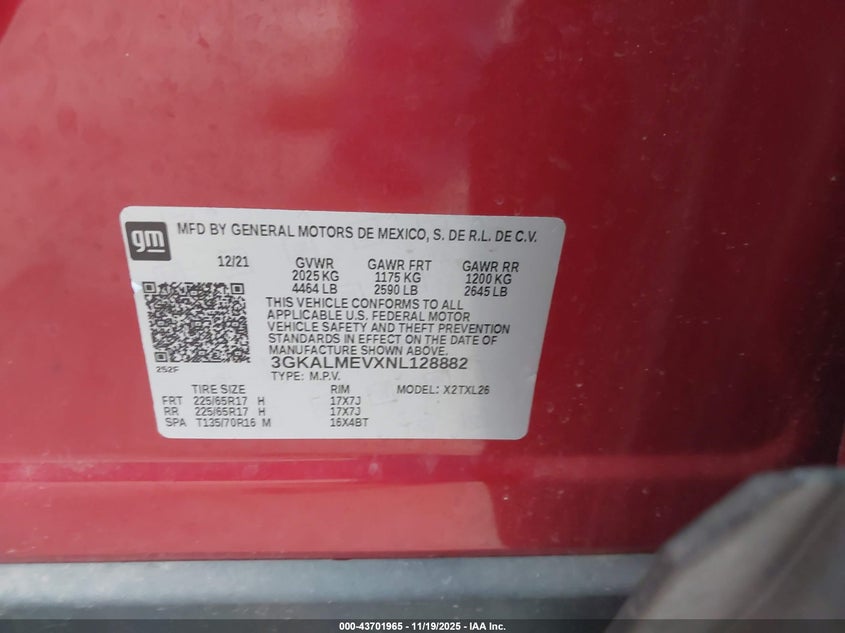 gm
MFD BY GENERAL MOTORS DE MEXICO, S. DE R.L. DE C.V.
12/21 GVWR GAWR FRT GAWR RR
2025 KG 1175 KG 1200 KG
4464 LB 2590 LB 2645 LB
THIS VEHICLE CONFORMS TO ALL
APPLICABLE U.S. FEDERAL MOTOR
VEHICLE SAFETY AND THEFT PREVENTION
STANDARDS IN EFFECT ON THE DATE OF
MANUFACTURE SHOWN ABOVE.
252F
3GKALMEVXNL128882
TYPE: M.P.V.
TIRE SIZE RIM MODEL: X2TXL26
FRT 225/65R17 H 17X7J
RR 225/65R17 H 17X7J
SPA T135/70R16 M 16X4BT
000-43701965 | 11/19/2025 | IAA Inc.